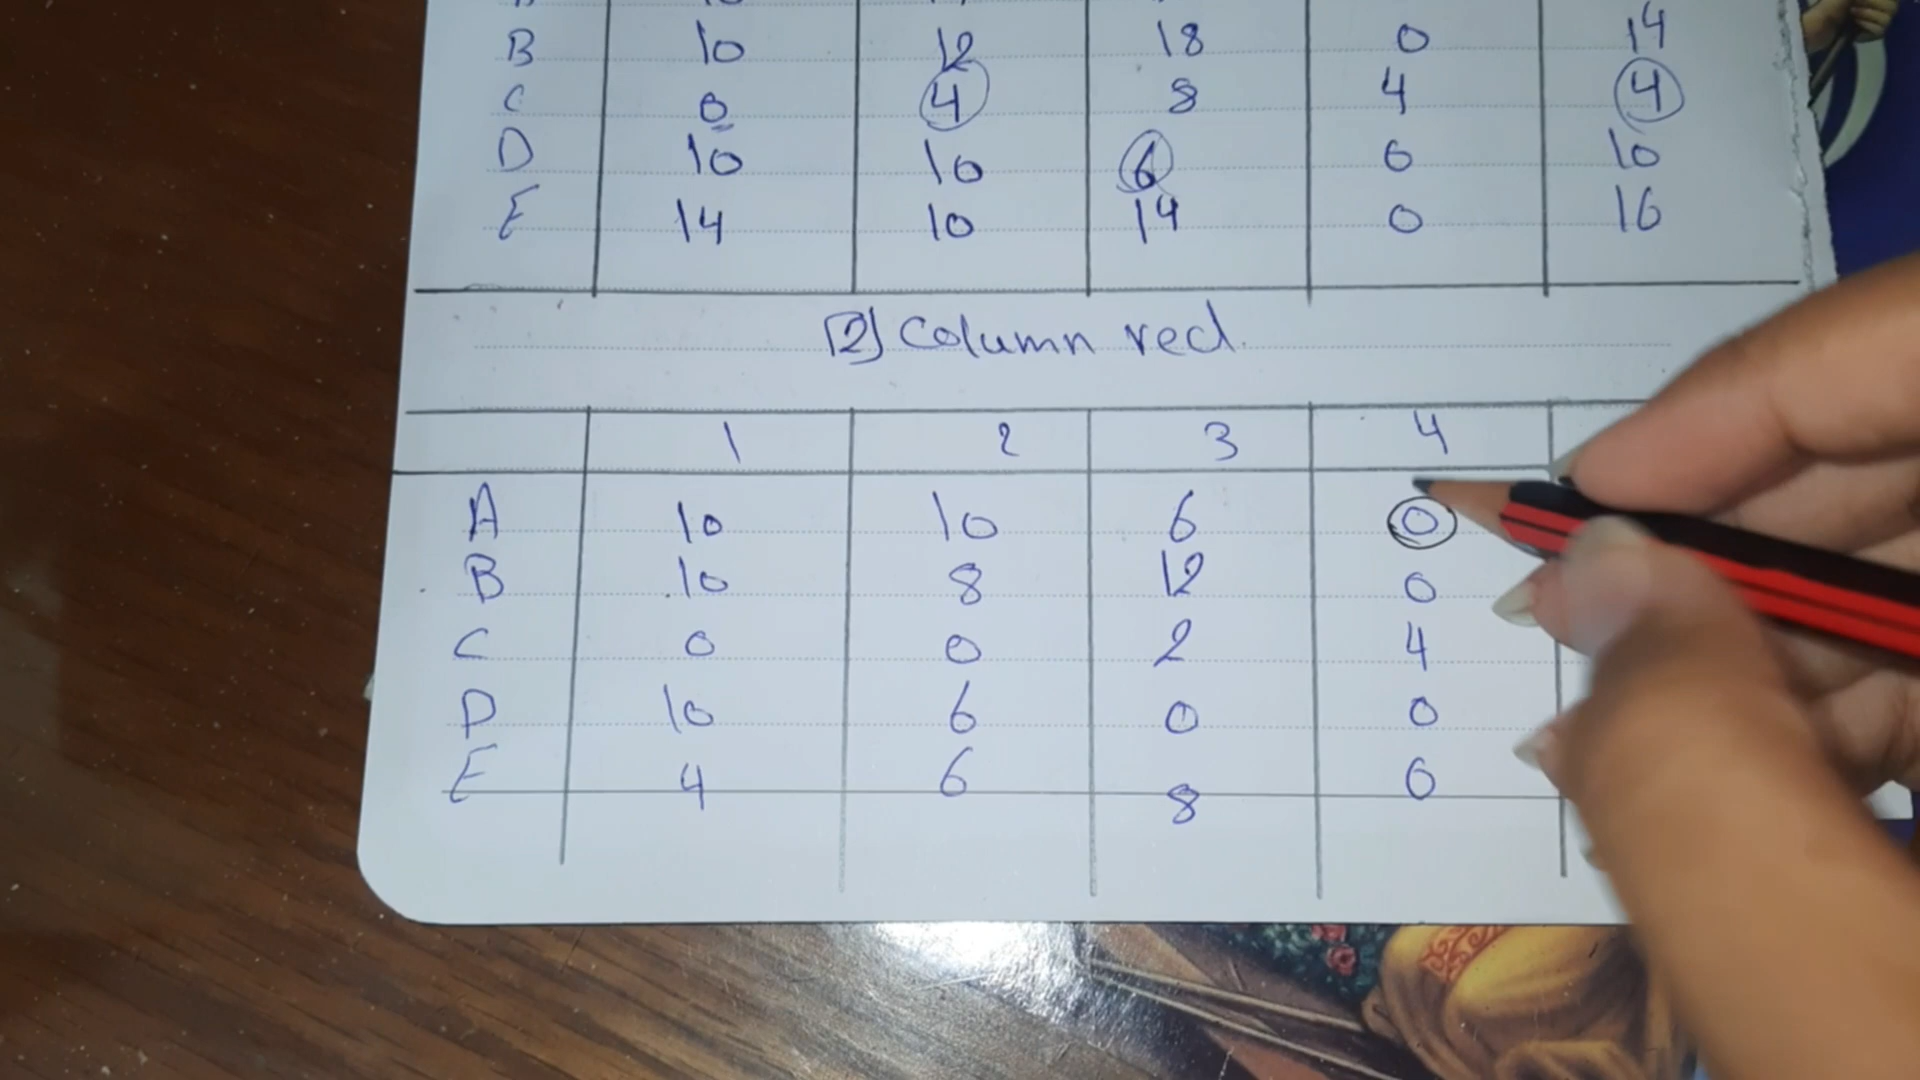 B 10 12 18 0 14
C 0 4 8 4 4
D 10 10 6 0 10
E 14 10 14 0 16
[2] Column red.
1 2 3 4
A 10 10 6 0
B 10 8 12 0
C 0 0 2 4
D 10 6 0 0
E 4 6 8 0